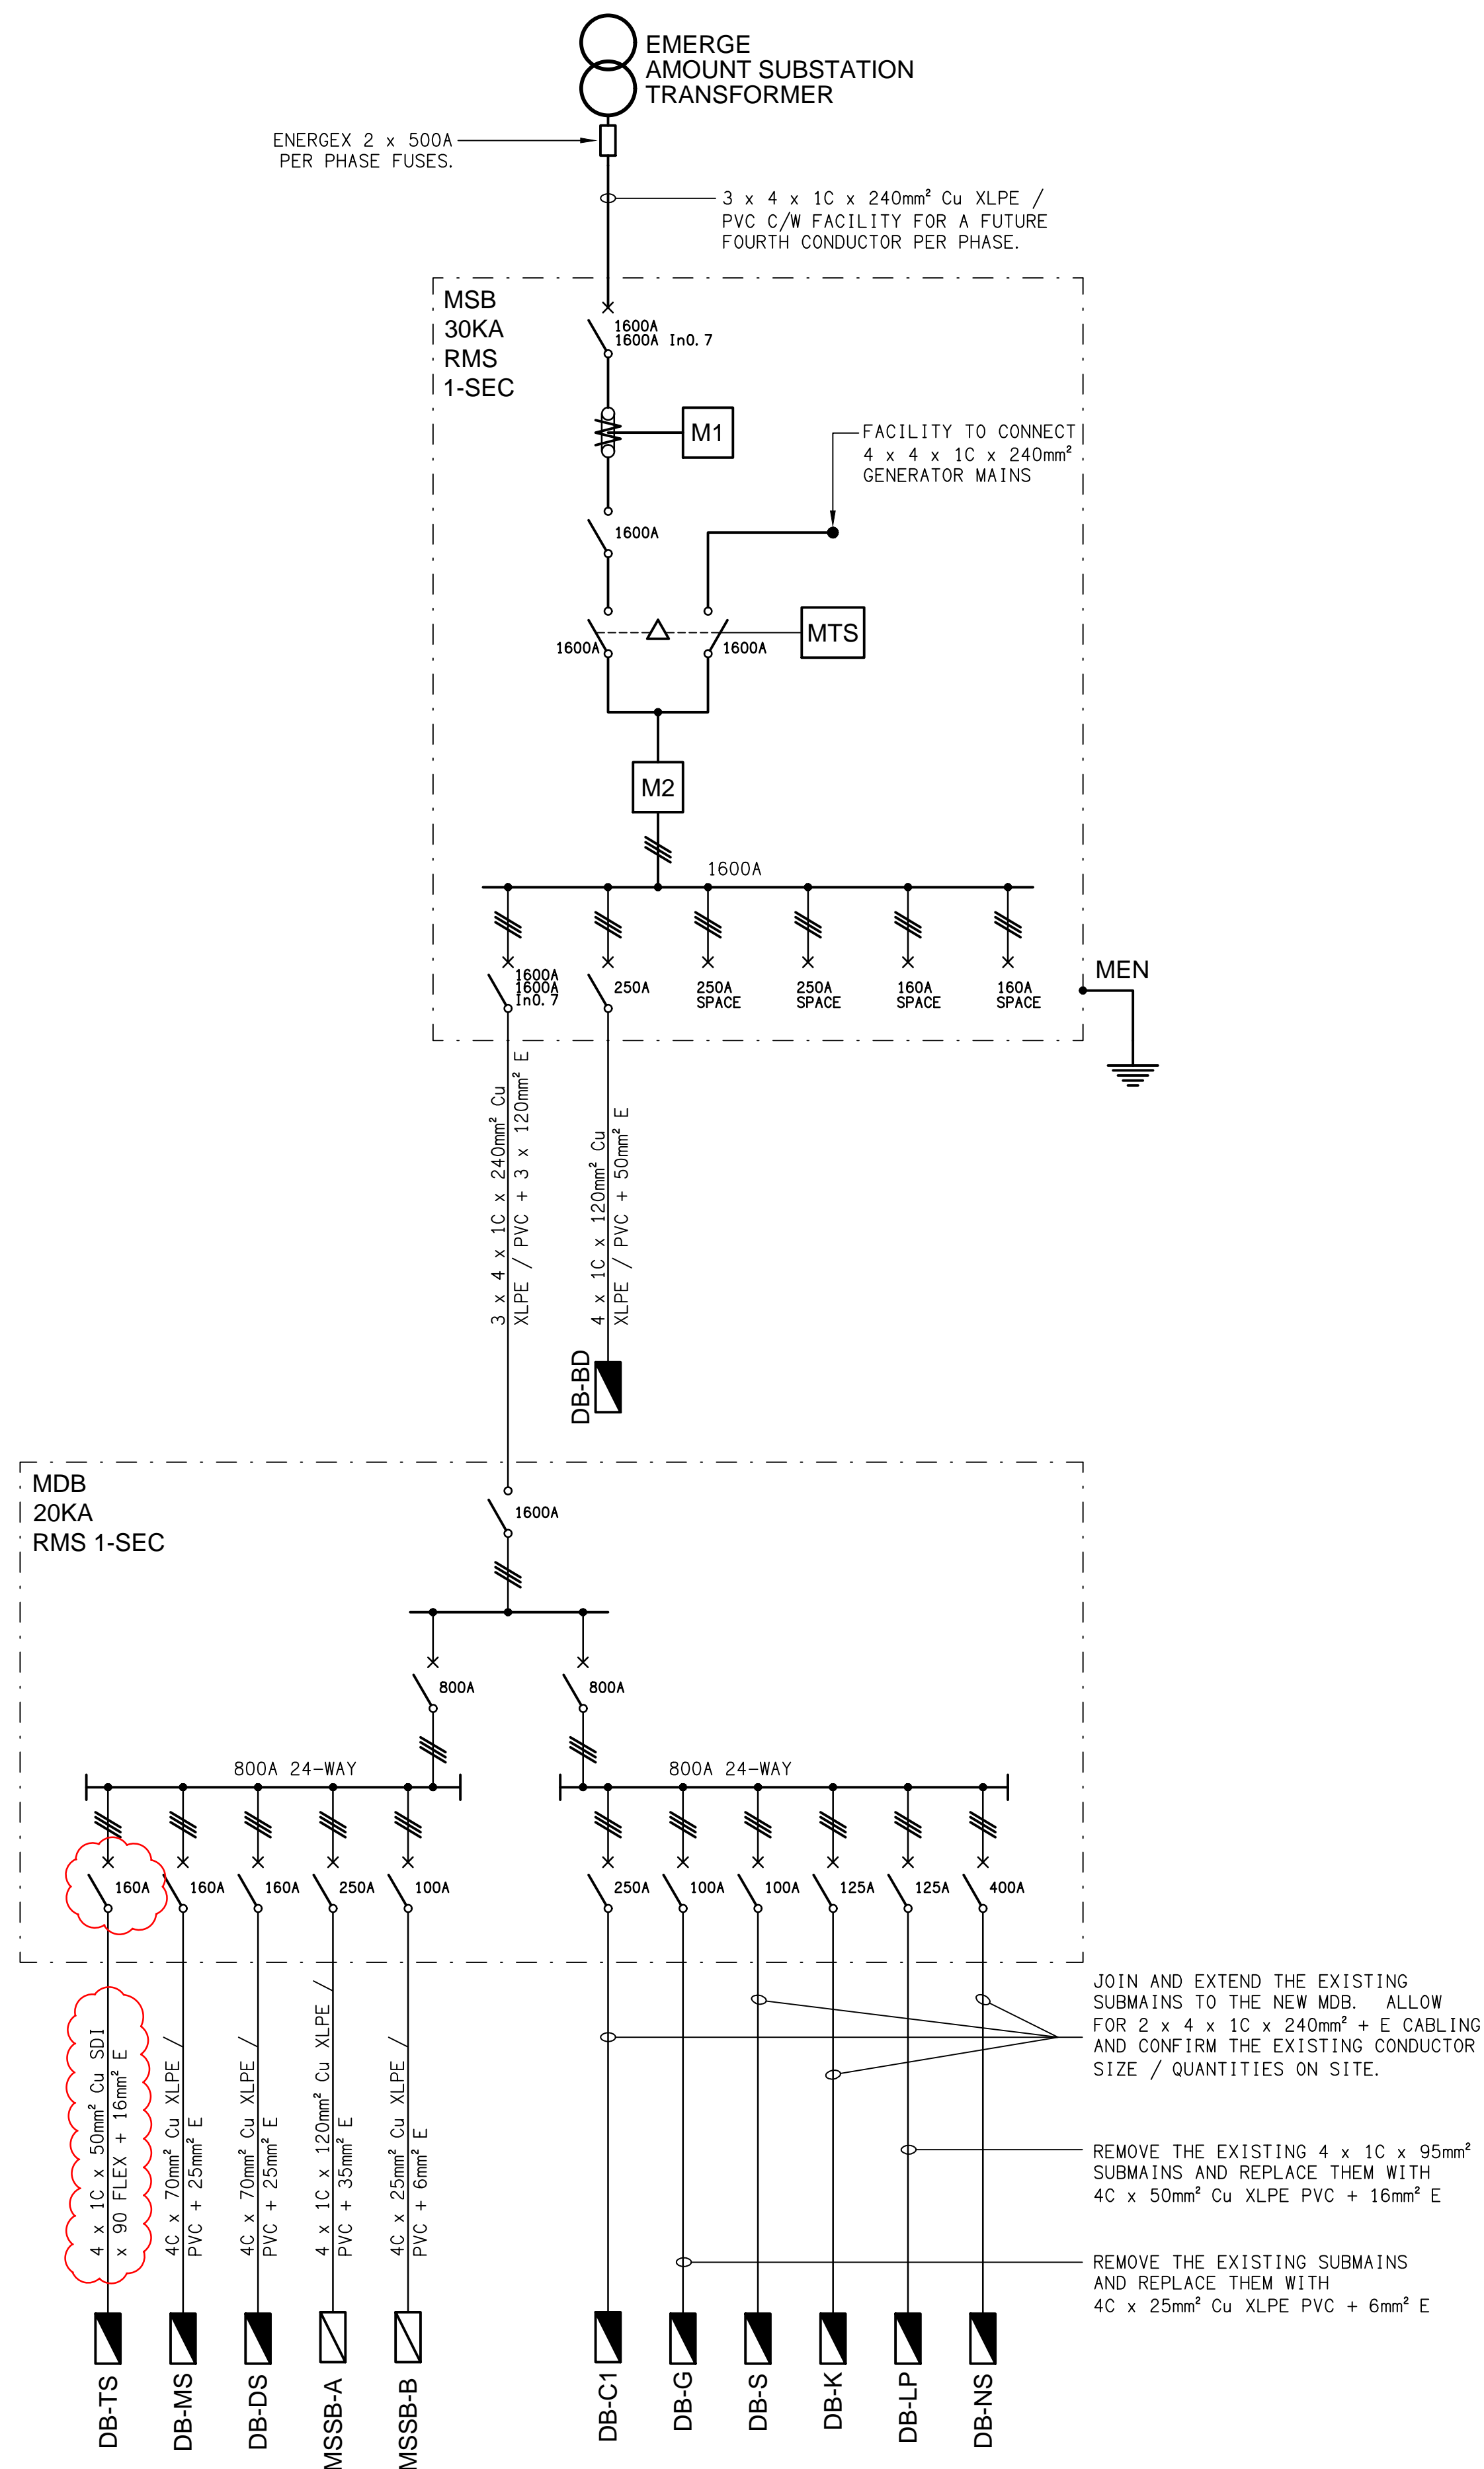 EMERGE
AMOUNT SUBSTATION
TRANSFORMER
ENERGEX 2 x 500A
PER PHASE FUSES.
3 x 4 x 1C x 240mm² Cu XLPE /
PVC C/W FACILITY FOR A FUTURE
FOURTH CONDUCTOR PER PHASE.
MSB
30KA
RMS
1-SEC
1600A
1600A In0.7
M1
FACILITY TO CONNECT
4 x 4 x 1C x 240mm²
GENERATOR MAINS
1600A
1600A
1600A
MTS
M2
1600A
1600A
1600A
In0.7
250A
250A
SPACE
250A
SPACE
160A
SPACE
160A
SPACE
MEN
3 x 4 x 1C x 240mm² Cu
XLPE / PVC + 3 x 120mm² E
4 x 1C x 120mm² Cu
XLPE / PVC + 50mm² E
DB-BD
MDB
20KA
RMS 1-SEC
1600A
800A
800A
800A 24-WAY
800A 24-WAY
160A
160A
160A
250A
100A
250A
100A
100A
125A
125A
400A
4 x 1C x 50mm² Cu SDI
x 90 FLEX + 16mm² E
4C x 70mm² Cu XLPE /
PVC + 25mm² E
4C x 70mm² Cu XLPE /
PVC + 25mm² E
4 x 1C x 120mm² Cu XLPE /
PVC + 35mm² E
4C x 25mm² Cu XLPE /
PVC + 6mm² E
JOIN AND EXTEND THE EXISTING
SUBMAINS TO THE NEW MDB. ALLOW
FOR 2 x 4 x 1C x 240mm² + E CABLING
AND CONFIRM THE EXISTING CONDUCTOR
SIZE / QUANTITIES ON SITE.
REMOVE THE EXISTING 4 x 1C x 95mm²
SUBMAINS AND REPLACE THEM WITH
4C x 50mm² Cu XLPE PVC + 16mm² E
REMOVE THE EXISTING SUBMAINS
AND REPLACE THEM WITH
4C x 25mm² Cu XLPE PVC + 6mm² E
DB-TS
DB-MS
DB-DS
MSSB-A
MSSB-B
DB-C1
DB-G
DB-S
DB-K
DB-LP
DB-NS